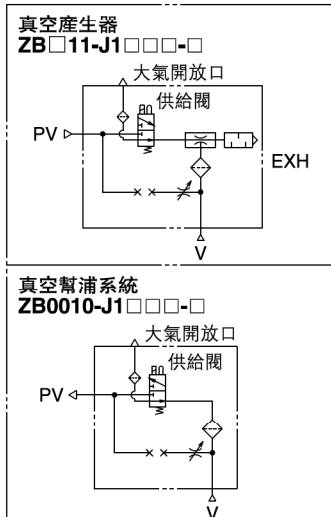 真空産生器
ZB□11-J1□□□-□
大氣開放口
供給閥
PV
EXH
V
真空幫浦系統
ZB0010-J1□□□-□
大氣開放口
供給閥
PV
V